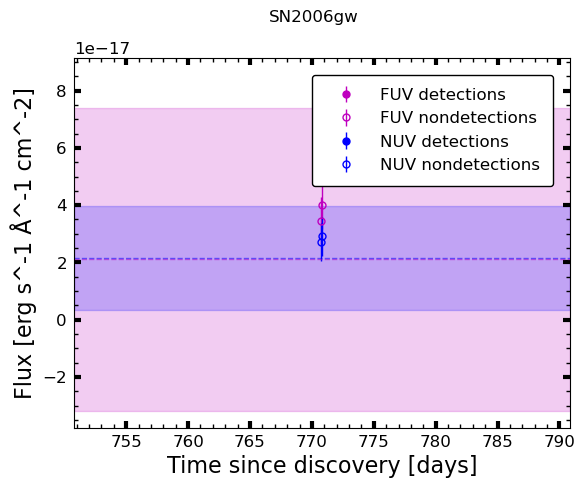 SN2006gw
1e−17
FUV detections
FUV nondetections
NUV detections
NUV nondetections
8
6
4
2
0
−2
Flux [erg s^-1 Å^-1 cm^-2]
755 760 765 770 775 780 785 790
Time since discovery [days]